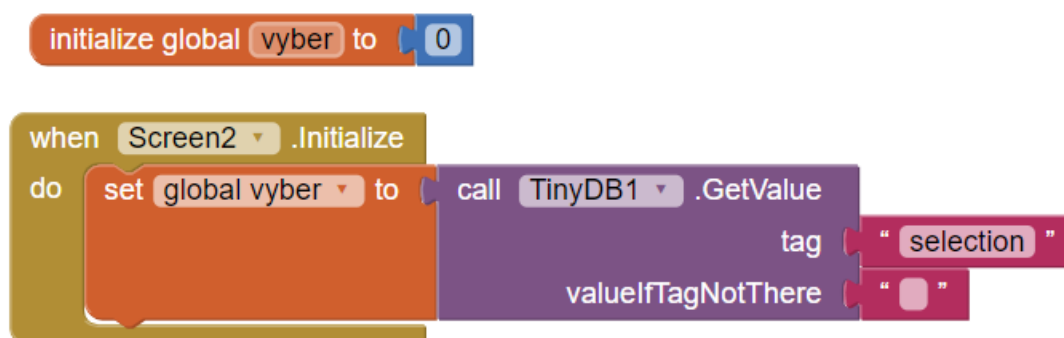 initialize global vyber to 0
when Screen2 .Initialize
do set global vyber to call TinyDB1 .GetValue
tag “ selection ”
valueIfTagNotThere “ ”